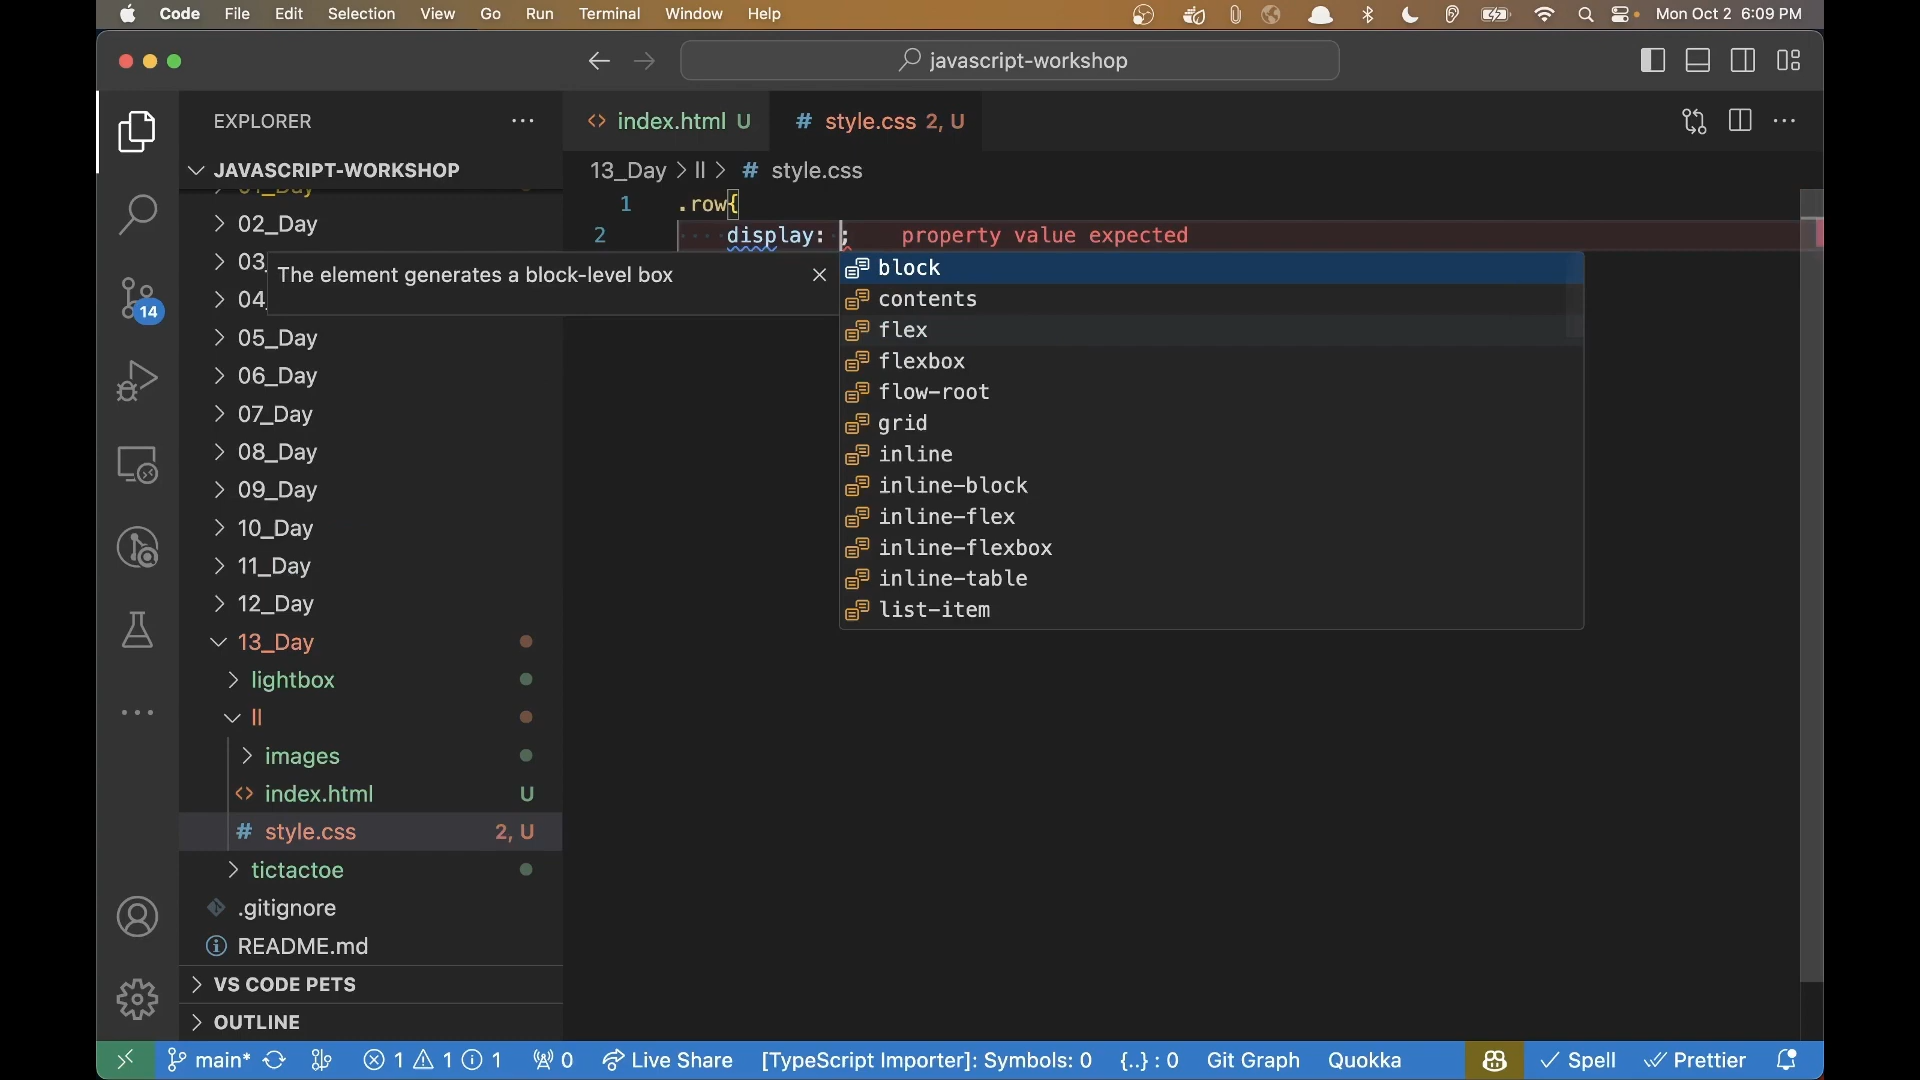 Code File Edit Selection View Go Run Terminal Window Help Mon Oct 2 6:09 PM
javascript-workshop
EXPLORER
index.html U
style.css 2, U
JAVASCRIPT-WORKSHOP
13_Day > ll > # style.css
01_Day
02_Day
03
04
05_Day
06_Day
07_Day
08_Day
09_Day
10_Day
11_Day
12_Day
13_Day
lightbox
ll
images
index.html U
style.css 2, U
tictactoe
.gitignore
README.md
VS CODE PETS
OUTLINE
14
1 .row{
2 display: ; property value expected
The element generates a block-level box
block
contents
flex
flexbox
flow-root
grid
inline
inline-block
inline-flex
inline-flexbox
inline-table
list-item
main* 1 1 1 0 Live Share [TypeScript Importer]: Symbols: 0 {..} : 0 Git Graph Quokka Spell Prettier